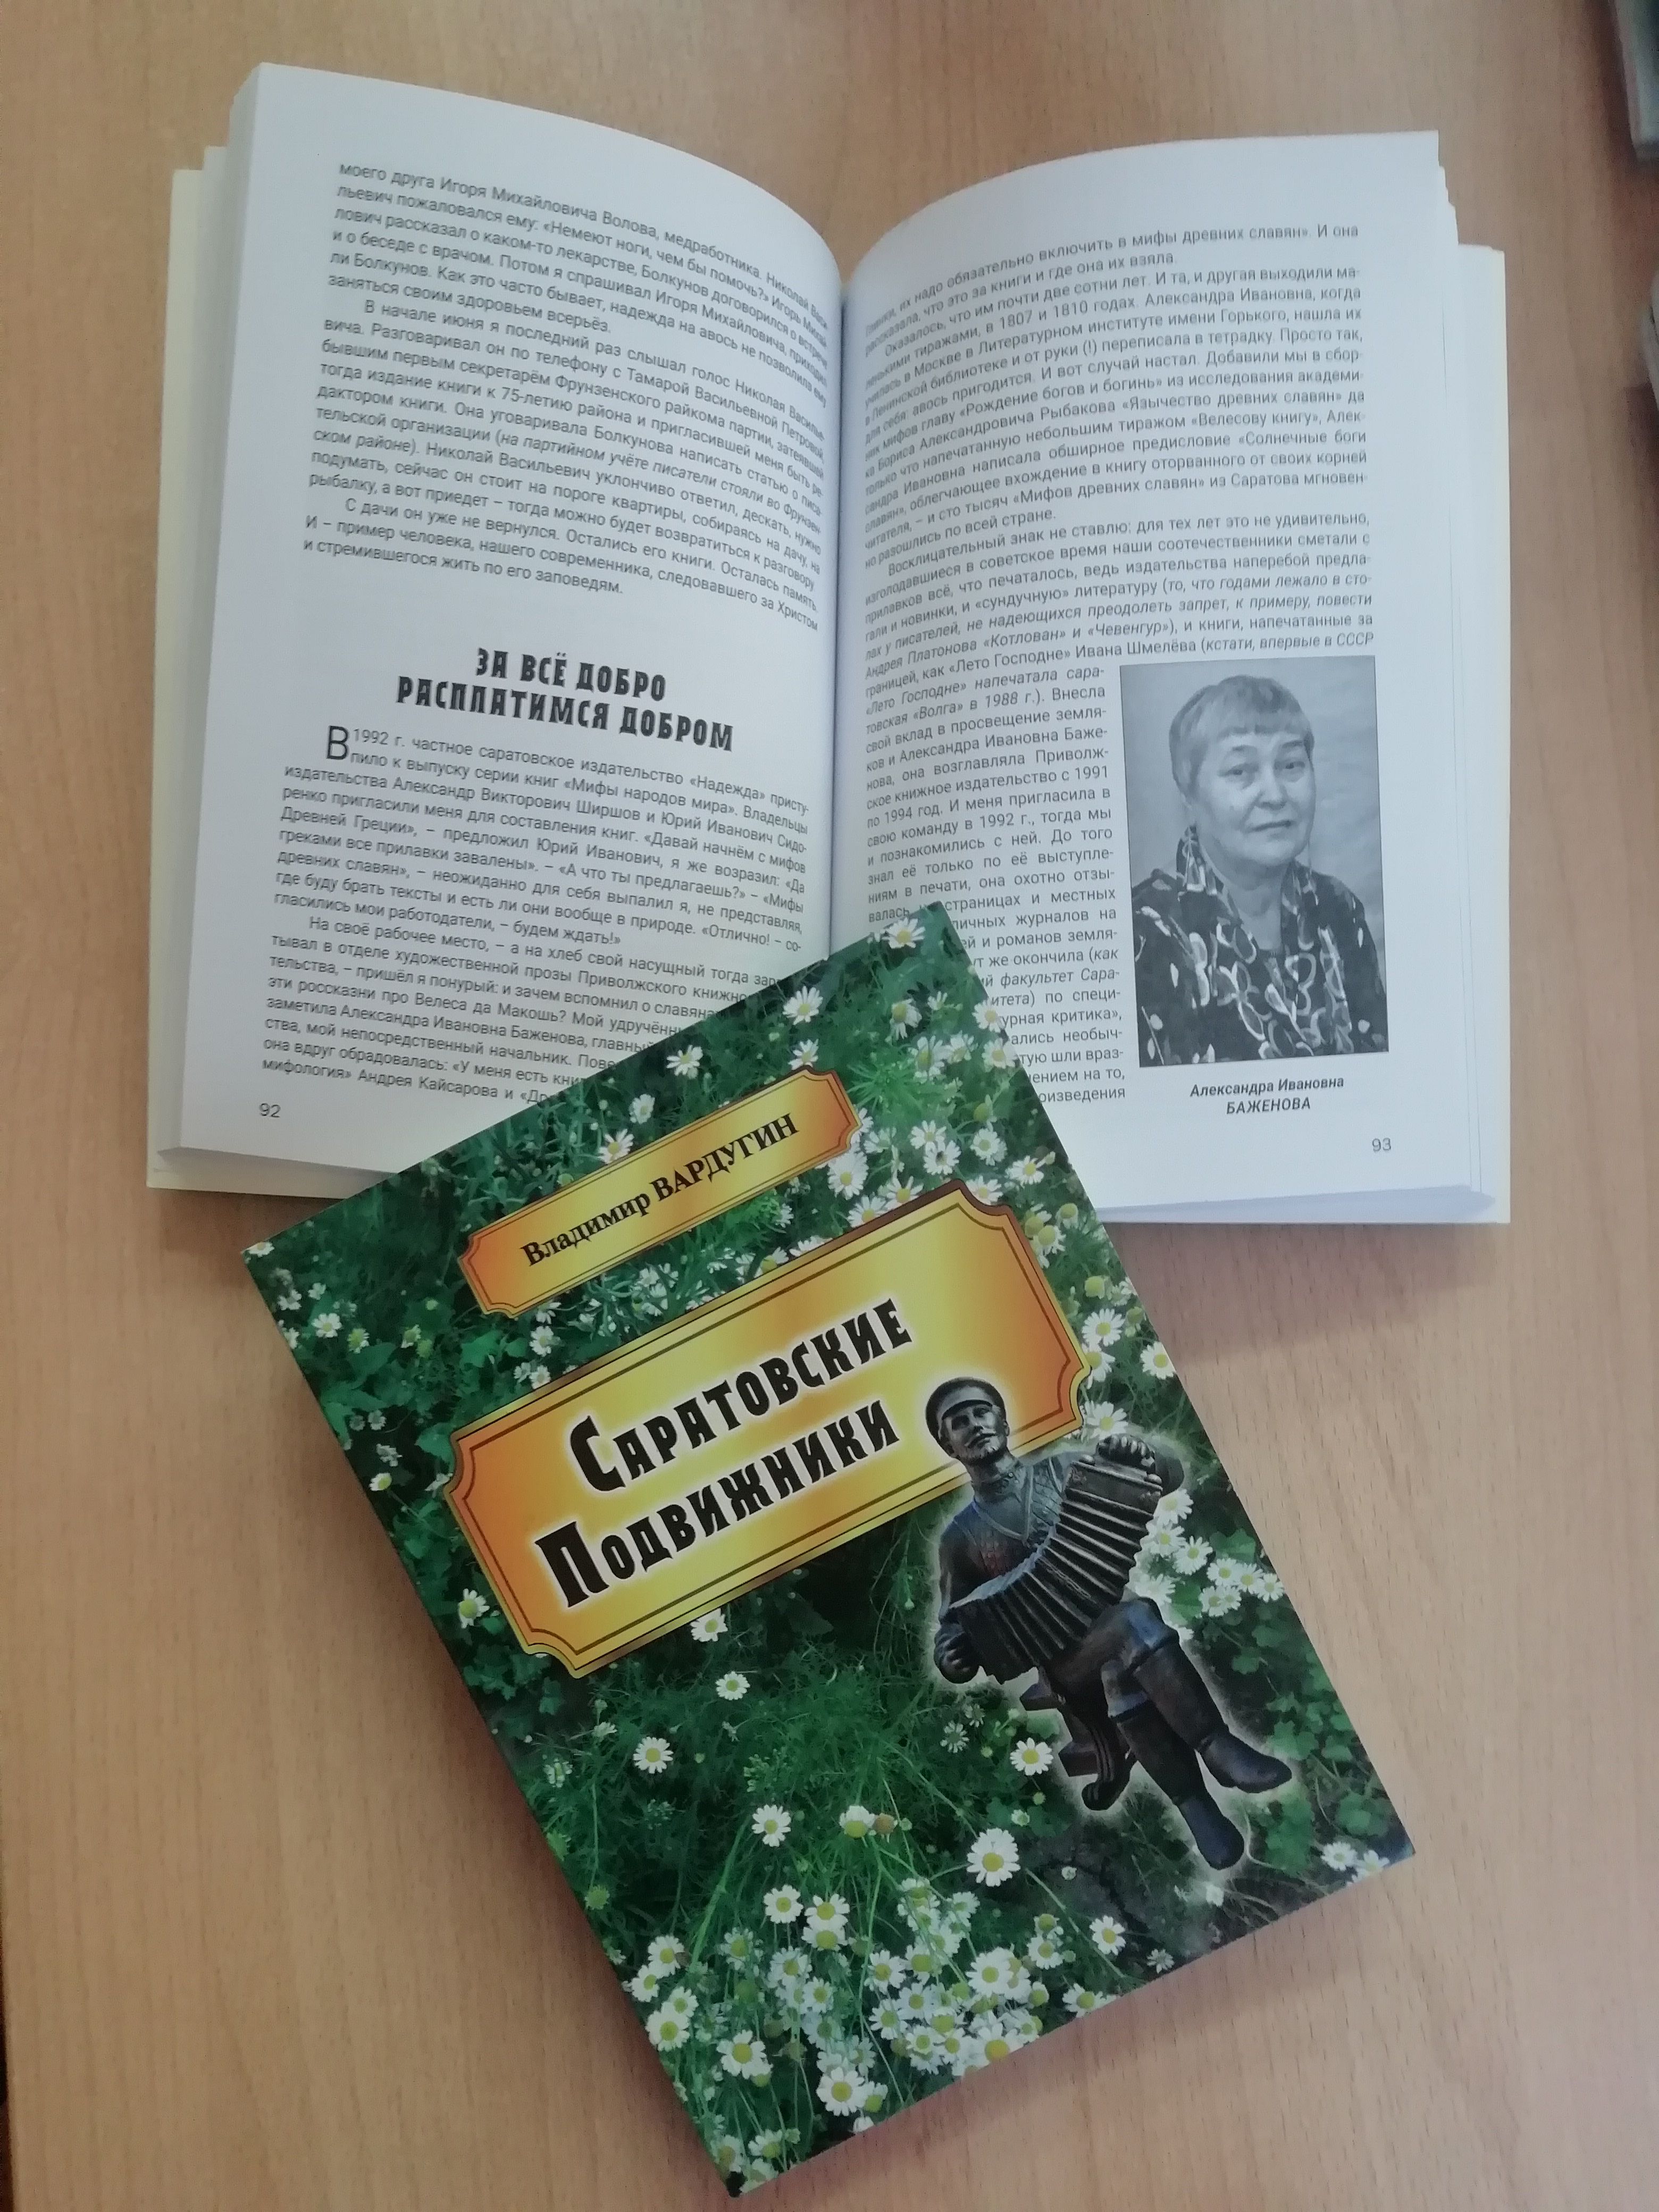 моего друга Игоря Михайловича Волова, медработника. Николай Васи-
льевич пожаловался ему: «Немеют ноги, чем бы помочь?» Игорь Михай-
лович рассказал о каком-то лекарстве, Болкунов договорился о встрече
и о беседе с врачом. Потом я спрашивал Игоря Михайловича, приходил
ли Болкунов. Как это часто бывает, надежда на авось не позволила ему
заняться своим здоровьем всерьёз.
В начале июня я последний раз слышал голос Николая Василье-
вича. Разговаривал он по телефону с Тамарой Васильевной Петровой,
бывшим первым секретарём Фрунзенского райкома партии, затеявшей
тогда издание книги к 75-летию района и пригласившей меня быть ре-
дактором книги. Она уговаривала Болкунова написать статью о писа-
тельской организации (на партийном учёте писатели стояли во Фрунзен-
ском районе). Николай Васильевич уклончиво ответил, дескать, нужно
подумать, сейчас он стоит на пороге квартиры, собираясь на дачу, на
рыбалку, а вот приедет – тогда можно будет возвратиться к разговору.
С дачи он уже не вернулся. Остались его книги. Осталась память.
И – пример человека, нашего современника, следовавшего за Христом
и стремившегося жить по его заповедям.
ЗА ВСЁ ДОБРО
РАСПЛАТИМСЯ ДОБРОМ
В 1992 г. частное саратовское издательство «Надежда» присту-
пило к выпуску серии книг «Мифы народов мира». Владельцы
издательства Александр Викторович Ширшов и Юрий Иванович Сидо-
ренко пригласили меня для составления книг. «Давай начнём с мифов
Древней Греции», – предложил Юрий Иванович, я же возразил: «Да
греками все прилавки завалены». – «А что ты предлагаешь?» – «Мифы
древних славян», – неожиданно для себя выпалил я, не представляя,
где буду брать тексты и есть ли они вообще в природе. «Отлично! – со-
гласились мои работодатели, – будем ждать!»
На своё рабочее место, – а на хлеб свой насущный тогда зара
тывал в отделе художественной прозы Приволжского книжно
тельства, – пришёл я понурый: и зачем вспомнил о славяна
эти россказни про Велеса да Макошь? Мой удручённ
заметила Александра Ивановна Баженова, главный
ства, мой непосредственный начальник. Пове
она вдруг обрадовалась: «У меня есть кни
мифология» Андрея Кайсарова и «Др
92
их надо обязательно включить в мифы древних славян». И она
рассказала, что это за книги и где она их взяла.
Оказалось, что им почти две сотни лет. И та, и другая выходили ма-
ленькими тиражами, в 1807 и 1810 годах. Александра Ивановна, когда
училась в Москве в Литературном институте имени Горького, нашла их
в Ленинской библиотеке и от руки (!) переписала в тетрадку. Просто так,
для себя: авось пригодится. И вот случай настал. Добавили мы в сбор-
ник мифов главу «Рождение богов и богинь» из исследования академи-
ка Бориса Александровича Рыбакова «Язычество древних славян» да
только что напечатанную небольшим тиражом «Велесову книгу», Алек-
сандра Ивановна написала обширное предисловие «Солнечные боги
славян», облегчающее вхождение в книгу оторванного от своих корней
читателя, – и сто тысяч «Мифов древних славян» из Саратова мгновен-
но разошлись по всей стране.
Восклицательный знак не ставлю: для тех лет это не удивительно,
изголодавшиеся в советское время наши соотечественники сметали с
прилавков всё, что печаталось, ведь издательства наперебой предла-
гали и новинки, и «сундучную» литературу (то, что годами лежало в сто-
лах у писателей, не надеющихся преодолеть запрет, к примеру, повести
Андрея Платонова «Котлован» и «Чевенгур»), и книги, напечатанные за
границей, как «Лето Господне» Ивана Шмелёва (кстати, впервые в СССР
«Лето Господне» напечатала сара-
товская «Волга» в 1988 г.). Внесла
свой вклад в просвещение земля-
ков и Александра Ивановна Баже-
нова, она возглавляла Приволж-
ское книжное издательство с 1991
по 1994 год. И меня пригласила в
свою команду в 1992 г., тогда мы
и познакомились с ней. До того
знал её только по её выступле-
ниям в печати, она охотно отзы-
валась страницах и местных
личных журналов на
ей и романов земля-
ут же окончила (как
ий факультет Сара-
итета) по специ-
урная критика»,
ались необыч-
тую шли враз-
ением на то,
оизведения
Александра Ивановна
БАЖЕНОВА
93
Владимир ВАРДУГИН
САРАТОВСКИЕ
ПОДВИЖНИКИ